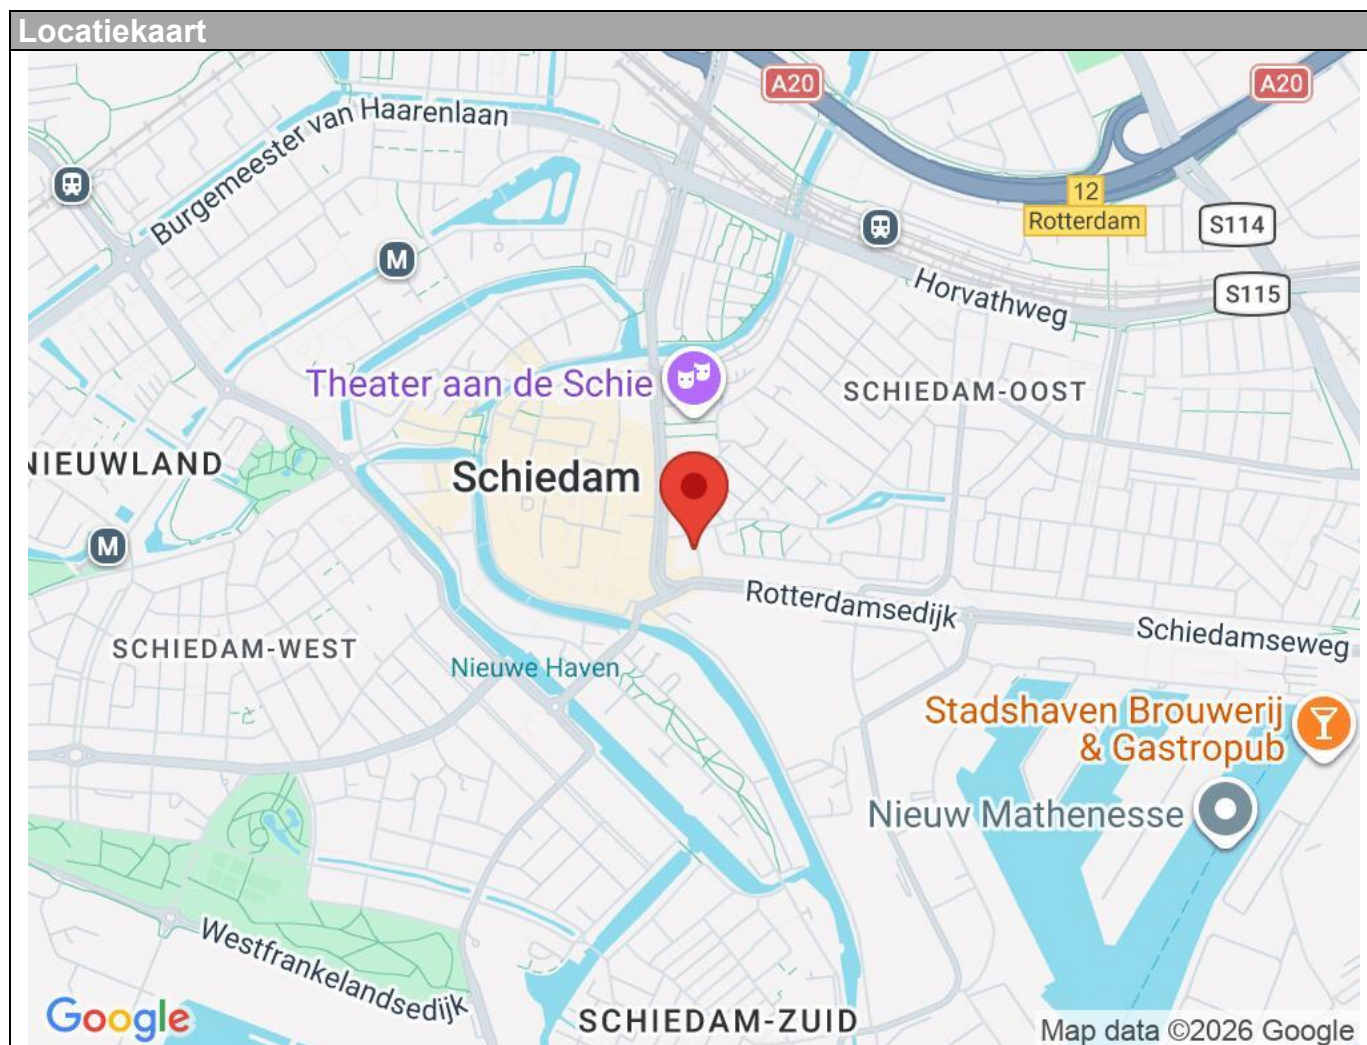 Locatiekaart
A20
A20
Burgemeester van Haarenlaan
12
Rotterdam
S114
M
Horvathweg
S115
Theater aan de Schie
SCHIEDAM-OOST
NIEUWLAND
Schiedam
M
Rotterdamsedijk
Schiedamseweg
SCHIEDAM-WEST
Nieuwe Haven
Stadshaven Brouwerij
& Gastropub
Nieuw Mathenesse
Westfrankelandsedijk
Google
SCHIEDAM-ZUID
Map data ©2026 Google